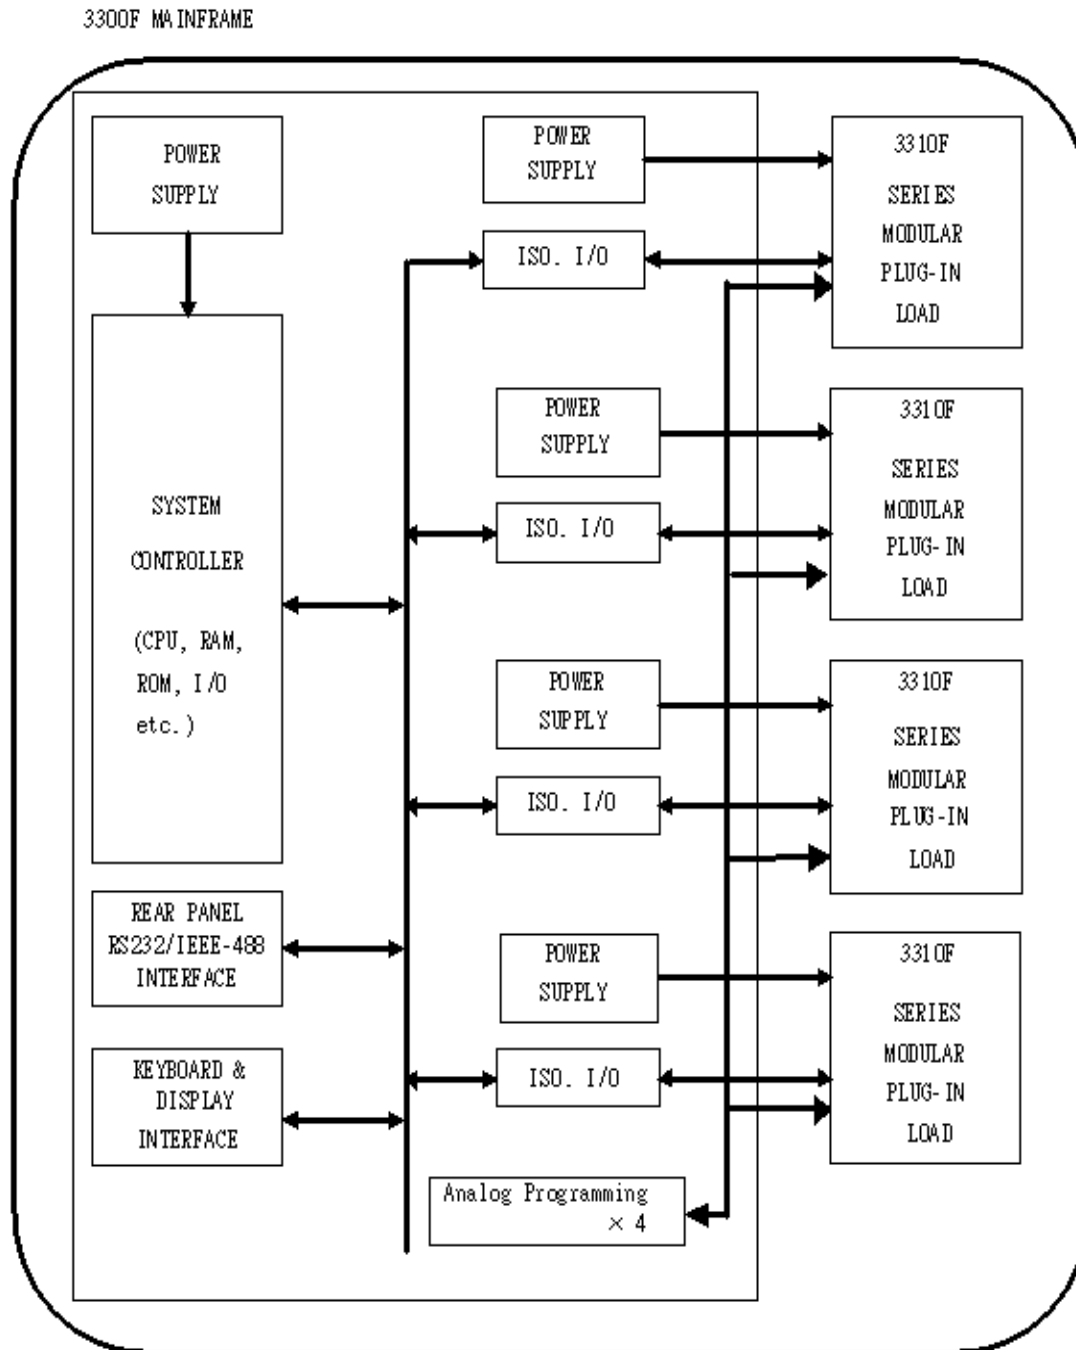 3300F MAINFRAME
POWER
SUPPLY
SYSTEM
CONTROLLER
(CPU, RAM,
ROM, I/O
etc.)
REAR PANEL
RS232/IEEE-488
INTERFACE
KEYBOARD &
DISPLAY
INTERFACE
POWER
SUPPLY
ISO. I/O
POWER
SUPPLY
ISO. I/O
POWER
SUPPLY
ISO. I/O
POWER
SUPPLY
ISO. I/O
Analog Programming
× 4
3310F
SERIES
MODULAR
PLUG-IN
LOAD
3310F
SERIES
MODULAR
PLUG-IN
LOAD
3310F
SERIES
MODULAR
PLUG-IN
LOAD
3310F
SERIES
MODULAR
PLUG-IN
LOAD